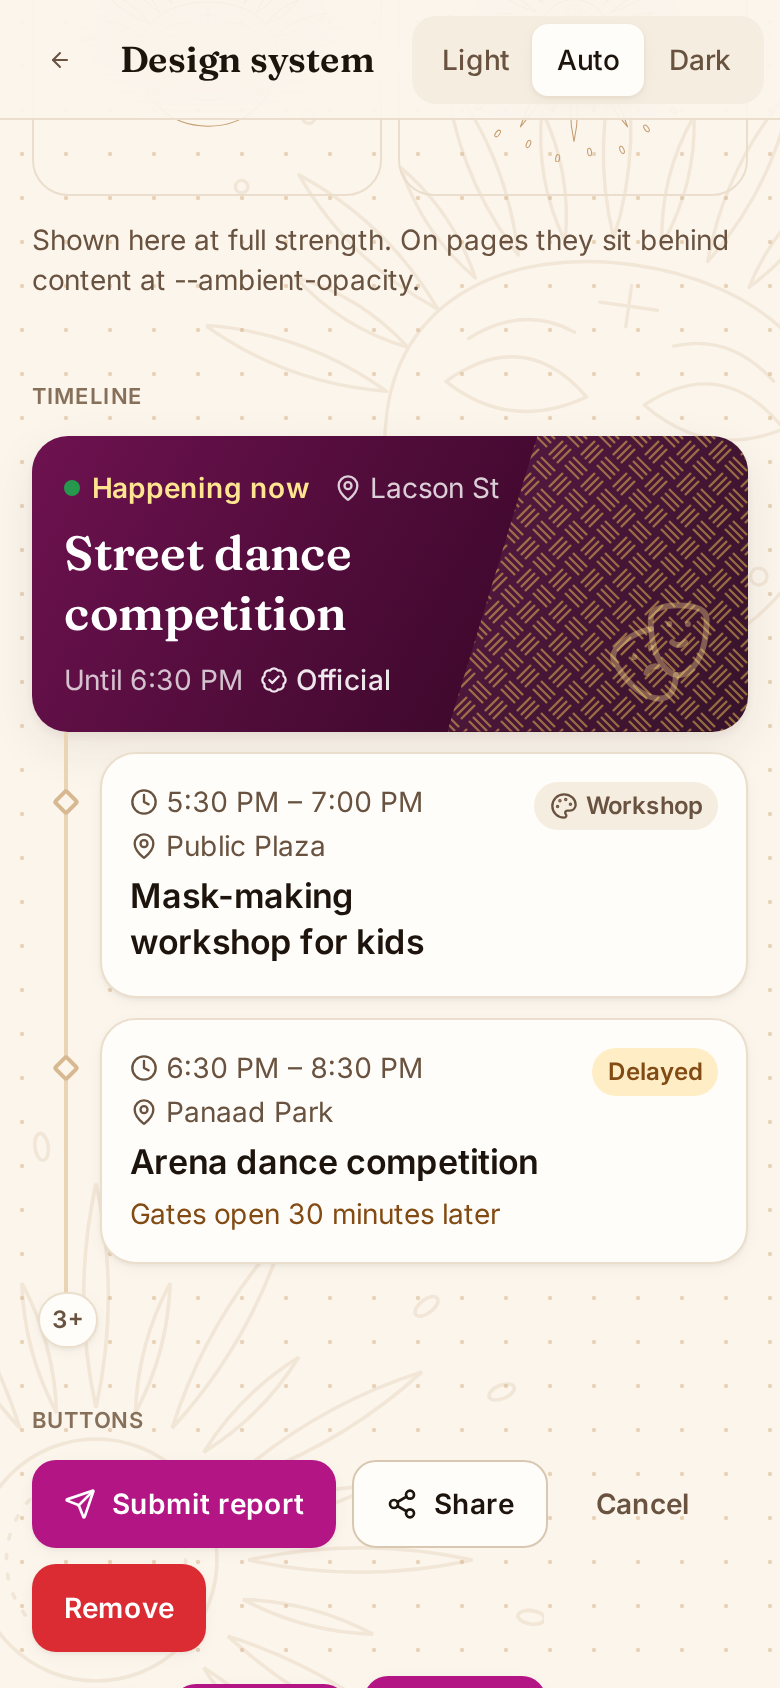 Design system
Light Auto Dark
Shown here at full strength. On pages they sit behind
content at --ambient-opacity.
TIMELINE
Happening now Lacson St
Street dance
competition
Until 6:30 PM Official
5:30 PM – 7:00 PM Workshop
Public Plaza
Mask-making
workshop for kids
6:30 PM – 8:30 PM Delayed
Panaad Park
Arena dance competition
Gates open 30 minutes later
3+
BUTTONS
Submit report Share Cancel
Remove